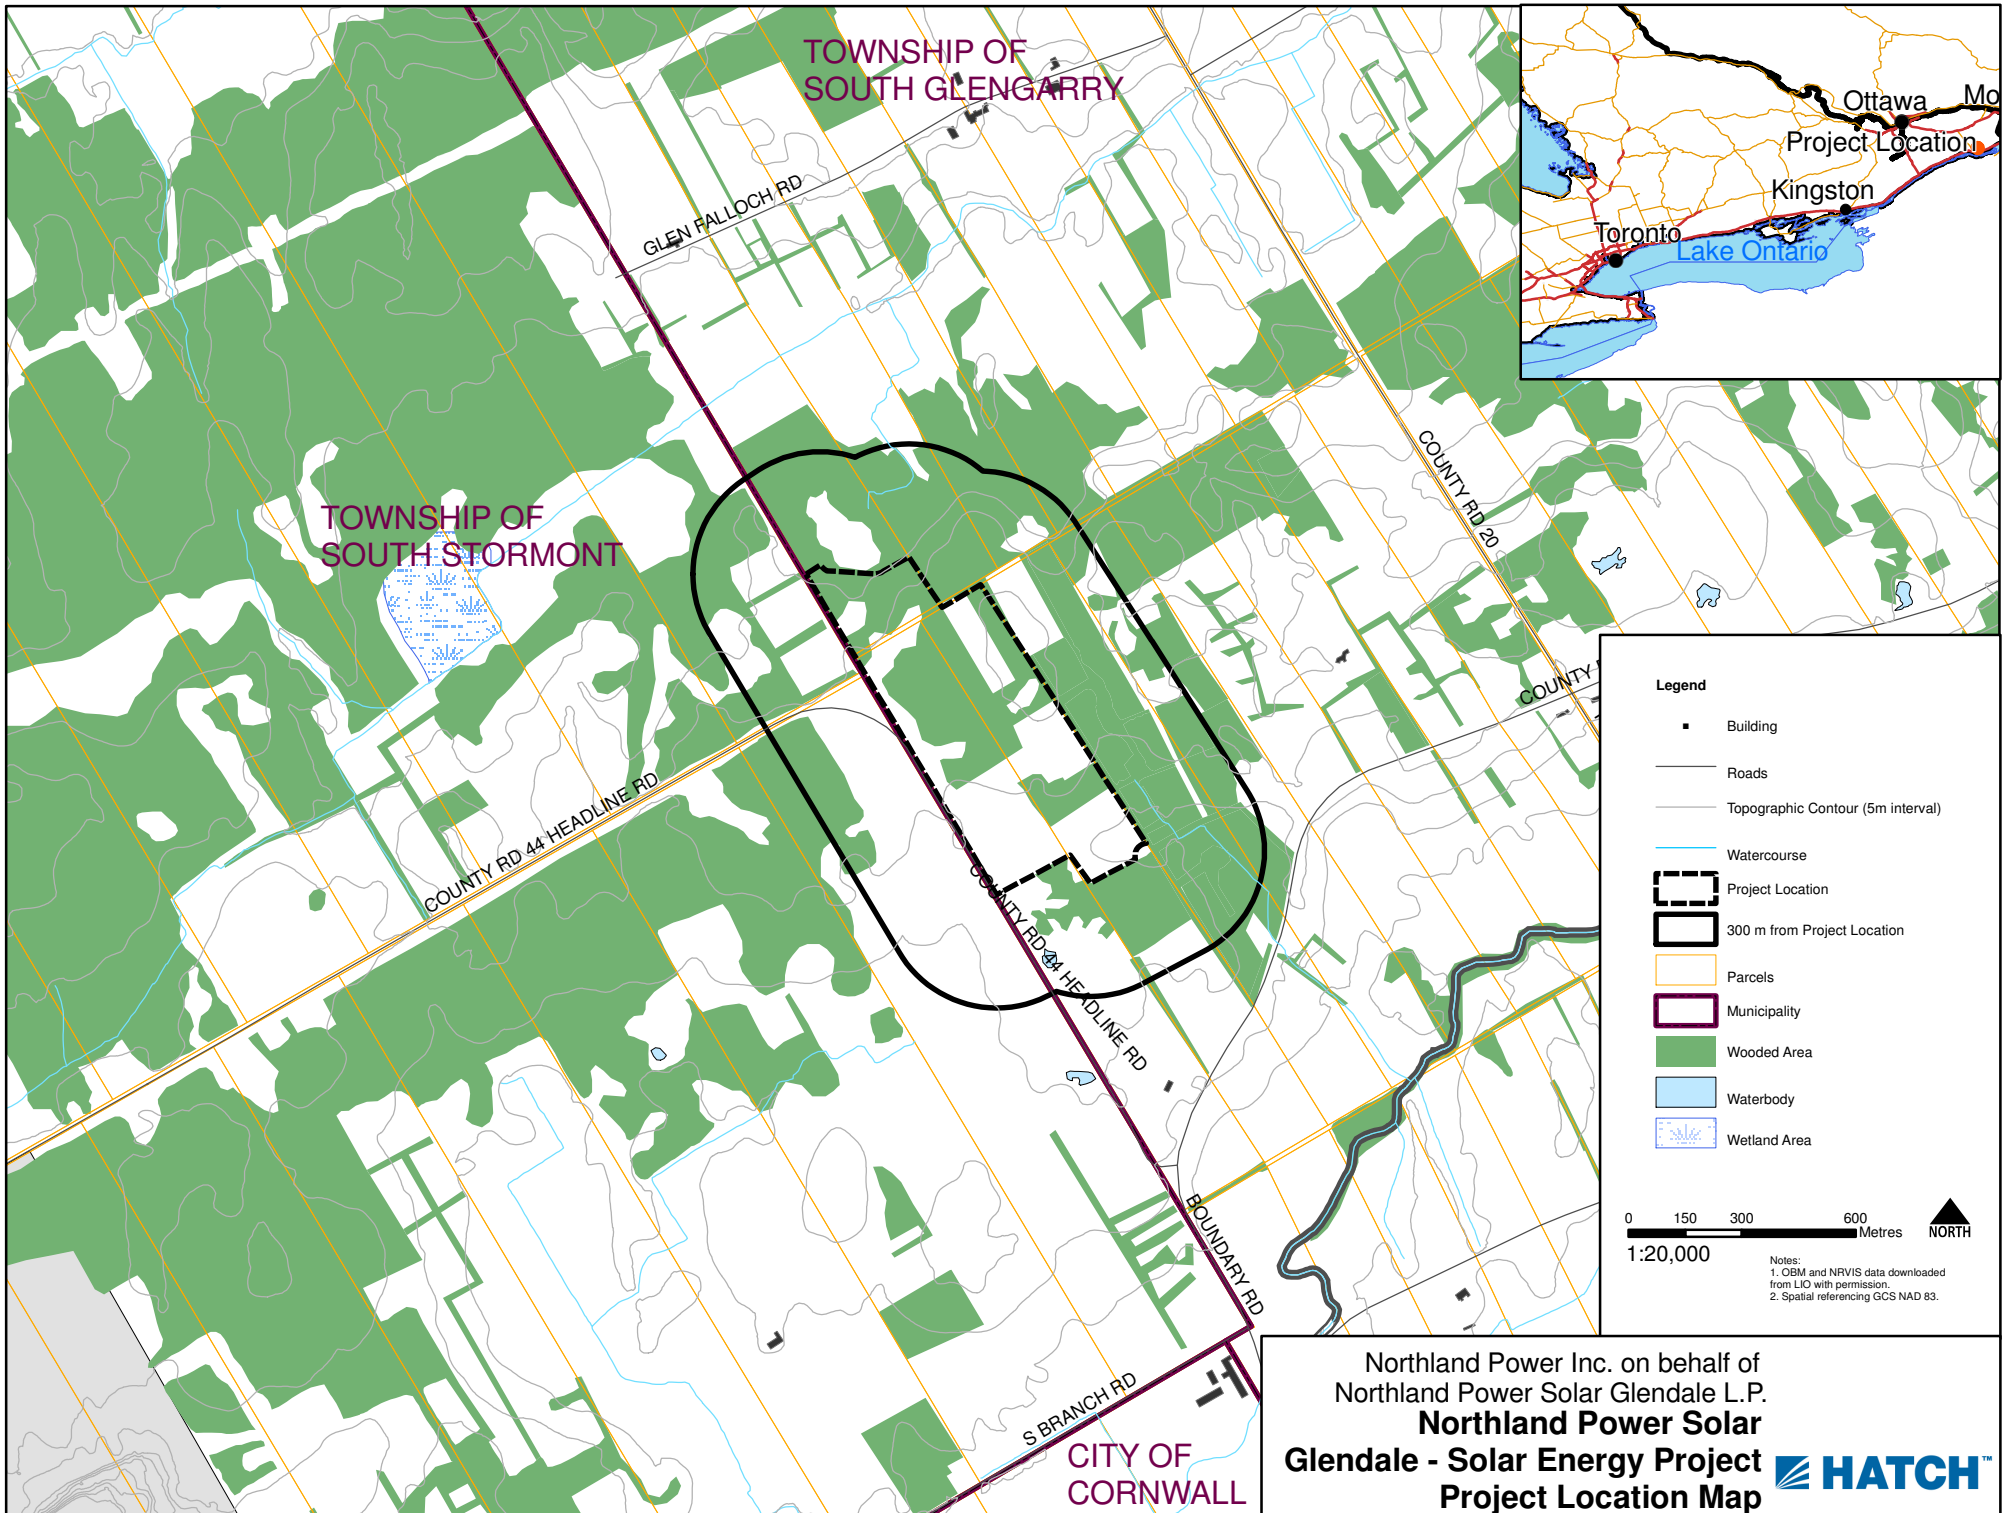 TOWNSHIP OF
SOUTH GLENGARRY
GLEN FALLOCH RD
TOWNSHIP OF
SOUTH STORMONT
COUNTY RD 20
COUNTY RD 44 HEADLINE RD
COUNTY RD 44 HEADLINE RD
COUNTY
BOUNDARY RD
S BRANCH RD
CITY OF
CORNWALL
Ottawa
Mo
Project Location
Kingston
Toronto
Lake Ontario
Legend
Building
Roads
Topographic Contour (5m interval)
Watercourse
Project Location
300 m from Project Location
Parcels
Municipality
Wooded Area
Waterbody
Wetland Area
0 150 300 600
Metres
1:20,000
NORTH
Notes:
1. OBM and NRVIS data downloaded
from LIO with permission.
2. Spatial referencing GCS NAD 83.
Northland Power Inc. on behalf of
Northland Power Solar Glendale L.P.
Northland Power Solar
Glendale - Solar Energy Project
Project Location Map
HATCH™